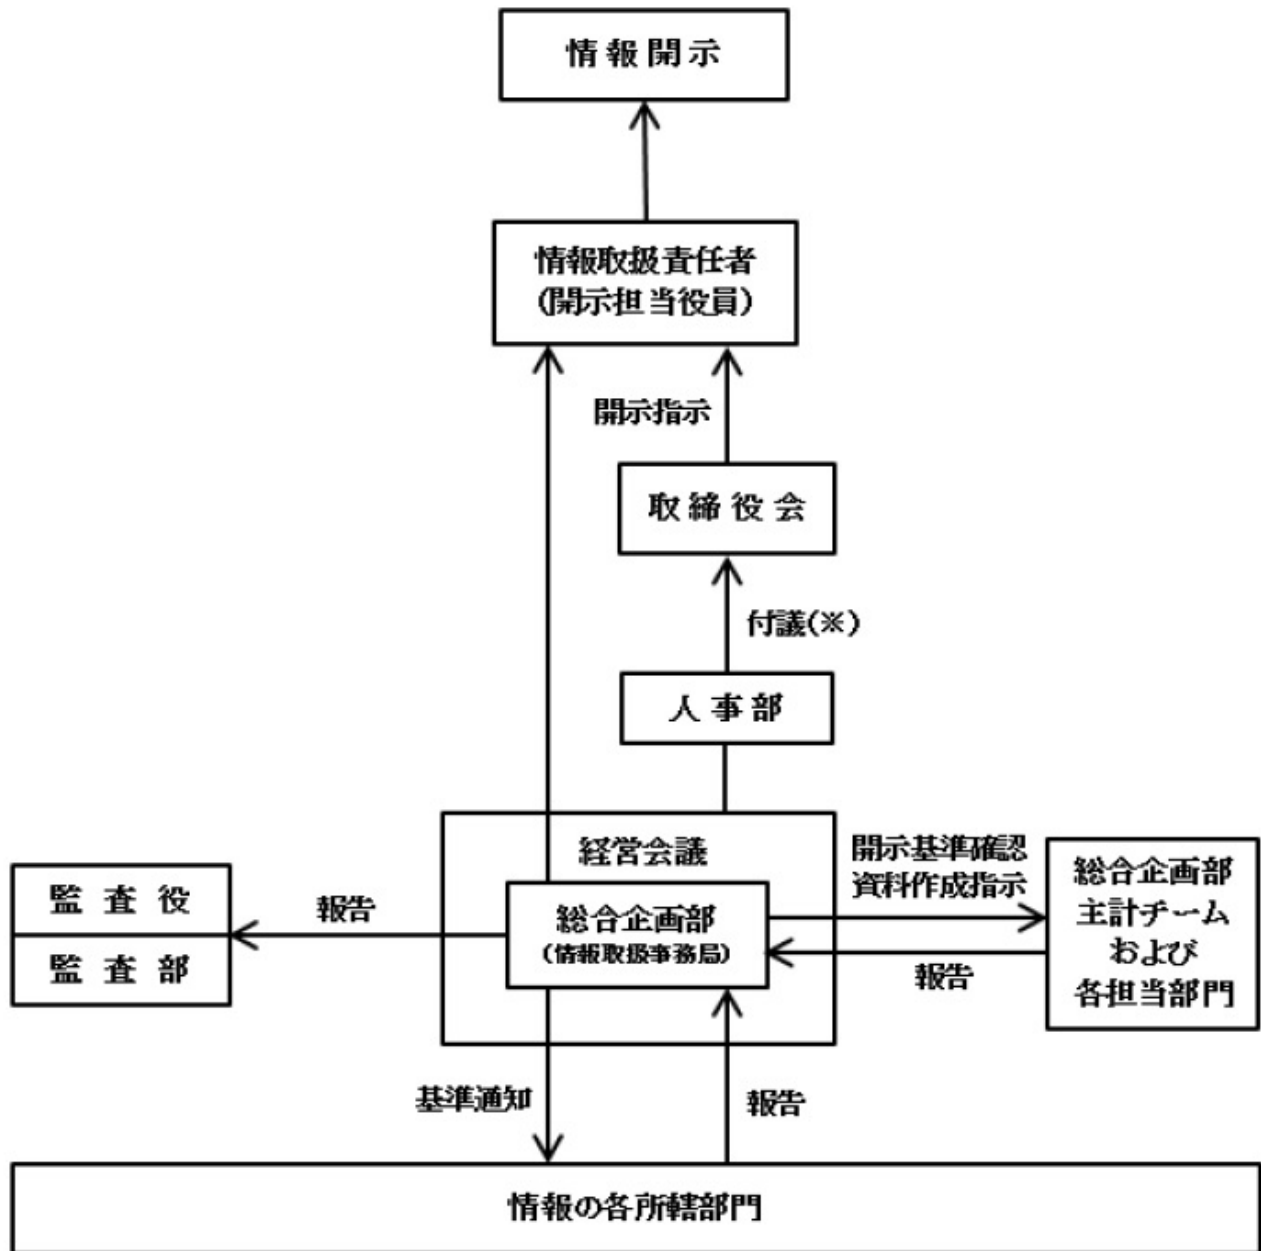 情報開示
情報取扱責任者
(開示担当役員)
開示指示
取締役会
付議(※)
人事部
経営会議
総合企画部
(情報取扱事務局)
開示基準確認
資料作成指示
報告
総合企画部
主計チーム
および
各担当部門
報告
監査役
監査部
基準通知
報告
情報の各所轄部門